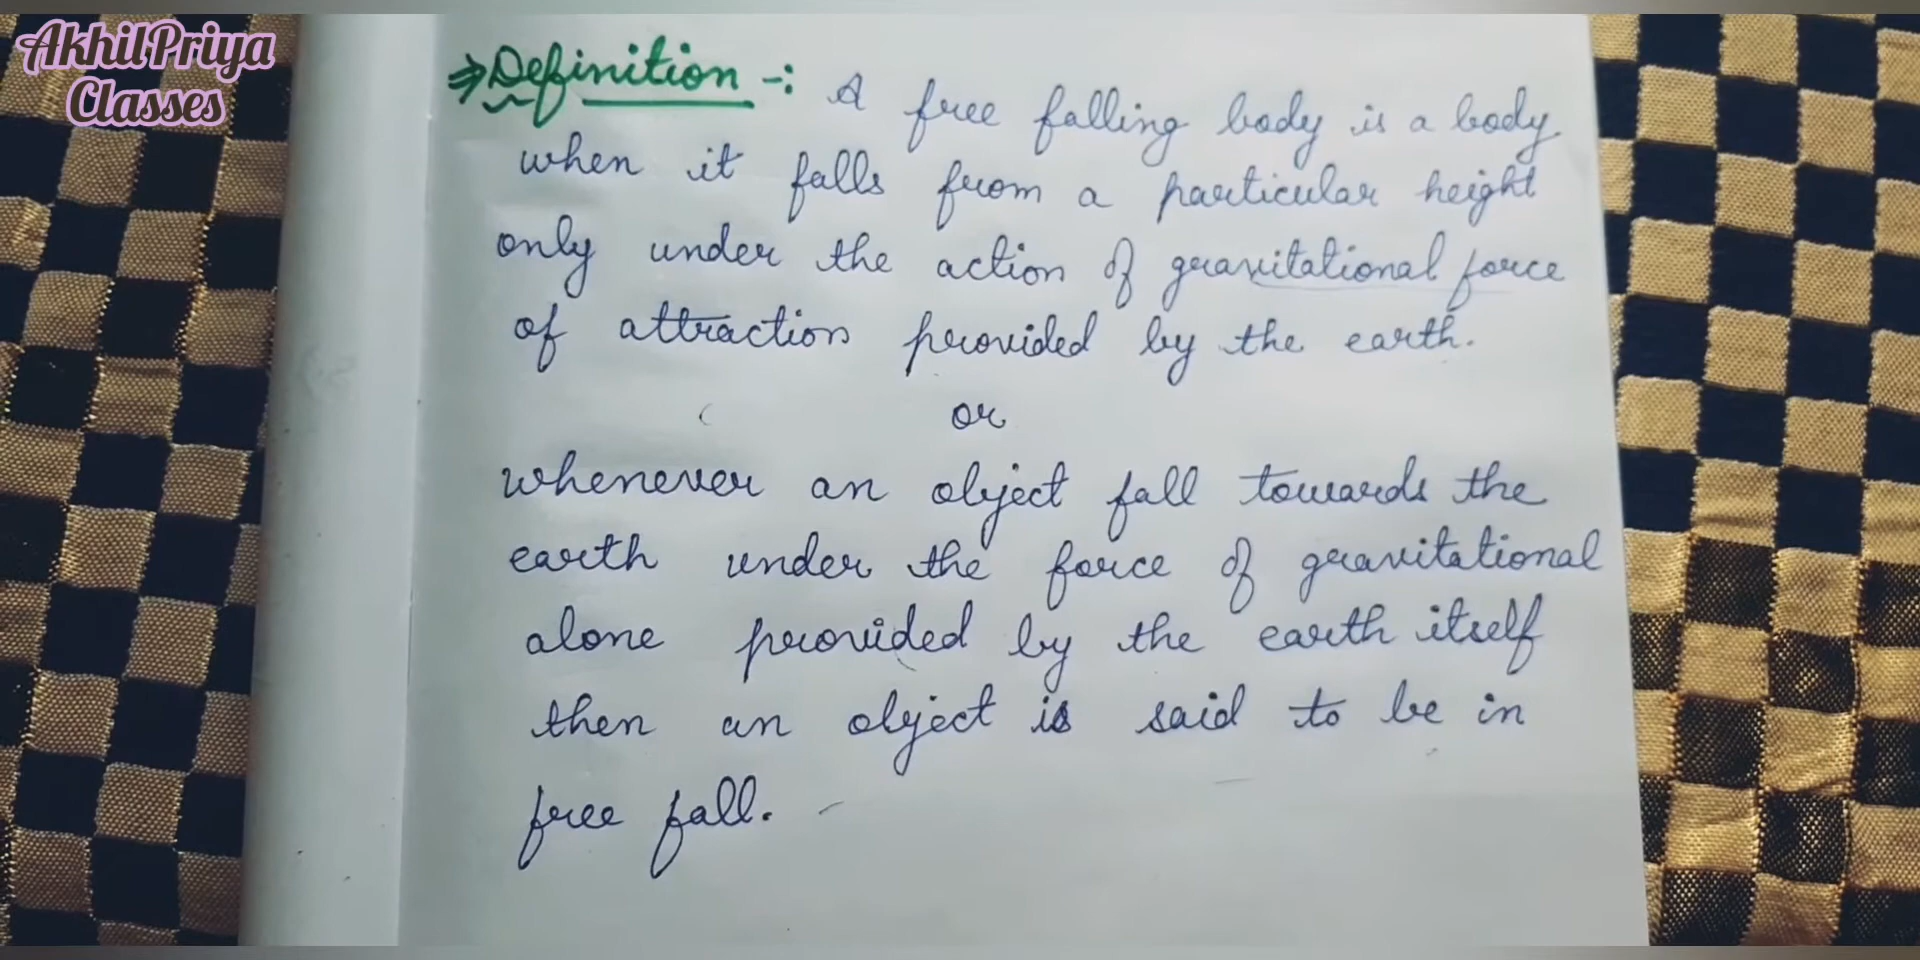 AkhilPriya
Classes
⇒Definition -: A free falling body is a body
when it falls from a particular height
only under the action of gravitational force
of attraction provided by the earth.
or
whenever an object fall towards the
earth under the force of gravitational
alone provided by the earth itself
then an object is said to be in
free fall.